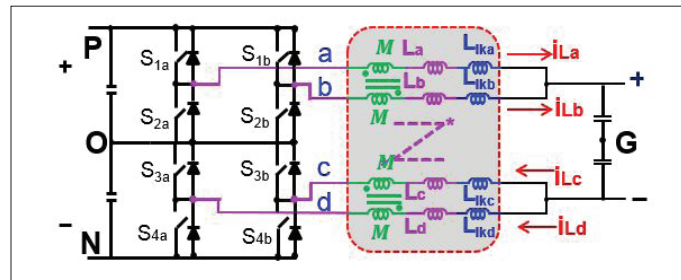 P
+
S1a
S1b
a
M
La
Llka
iLa
b
Lb
Llkb
+
iLb
S2a
S2b
M
O
*
G
S3a
S3b
c
M
Lc
Llkc
iLc
d
M
Ld
Llkd
−
iLd
−
N
S4a
S4b